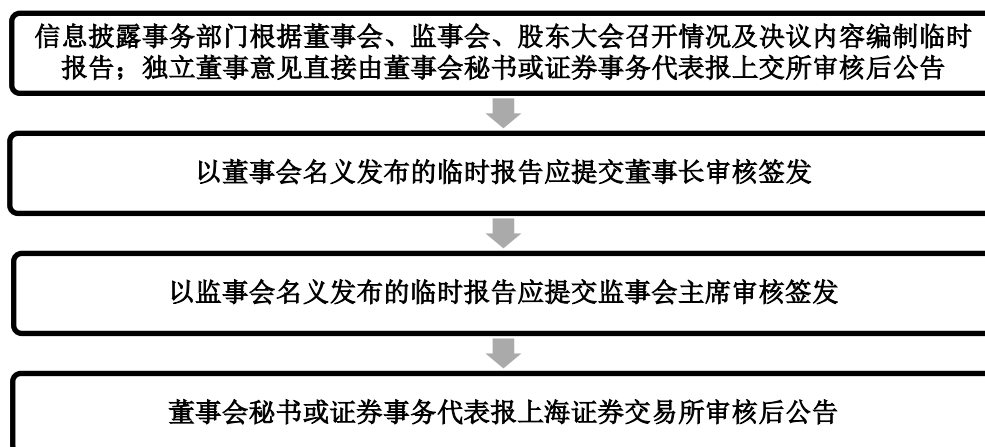 信息披露事务部门根据董事会、监事会、股东大会召开情况及决议内容编制临时
报告；独立董事意见直接由董事会秘书或证券事务代表报上交所审核后公告
以董事会名义发布的临时报告应提交董事长审核签发
以监事会名义发布的临时报告应提交监事会主席审核签发
董事会秘书或证券事务代表报上海证券交易所审核后公告